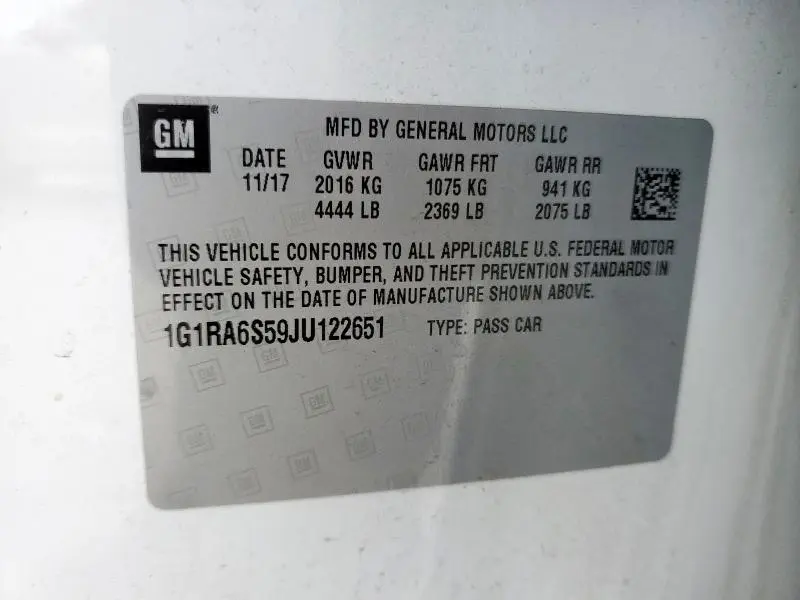 GM®
MFD BY GENERAL MOTORS LLC
DATE GVWR GAWR FRT GAWR RR
11/17 2016 KG 1075 KG 941 KG
4444 LB 2369 LB 2075 LB
THIS VEHICLE CONFORMS TO ALL APPLICABLE U.S. FEDERAL MOTOR
VEHICLE SAFETY, BUMPER, AND THEFT PREVENTION STANDARDS IN
EFFECT ON THE DATE OF MANUFACTURE SHOWN ABOVE.
1G1RA6S59JU122651 TYPE: PASS CAR